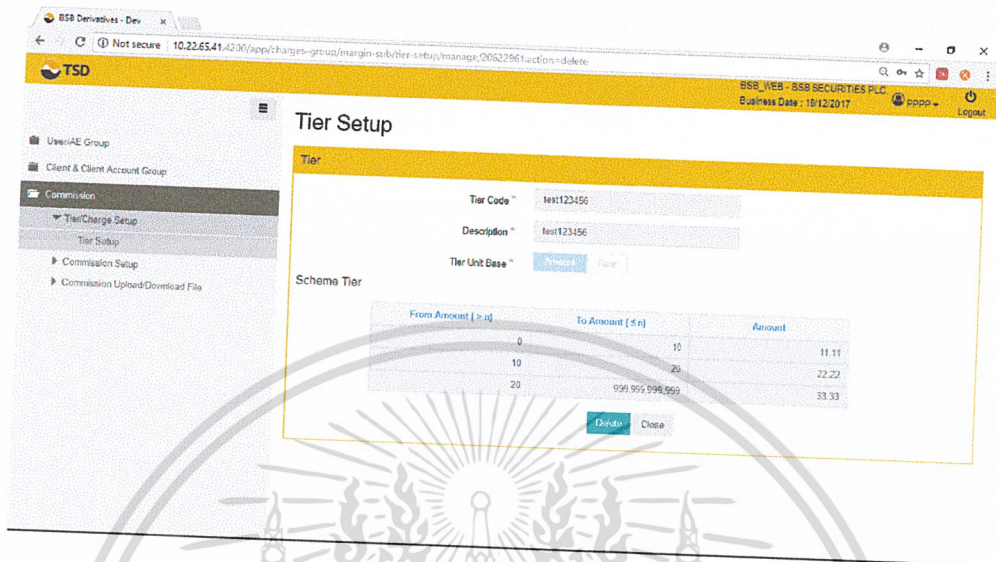 BSB Derivatives - Dev
Not secure 10.22.65.41:4200/app/charges-group/margin-sub/tier-setup/manage/20622961;action=delete
TSD
BSB_WEB - BSB SECURITIES PLC
Business Date : 18/12/2017
pppp
Logout
User/AE Group
Client & Client Account Group
Commission
Tier/Charge Setup
Tier Setup
Commission Setup
Commission Upload/Download File
Tier Setup
Tier
Tier Code *
test123456
Description *
test123456
Tier Unit Base *
Amount Rate
Scheme Tier
From Amount ( > n) To Amount ( ≤ n) Amount
0 10 11.11
10 20 22.22
20 999,999,999,999 33.33
Delete Close